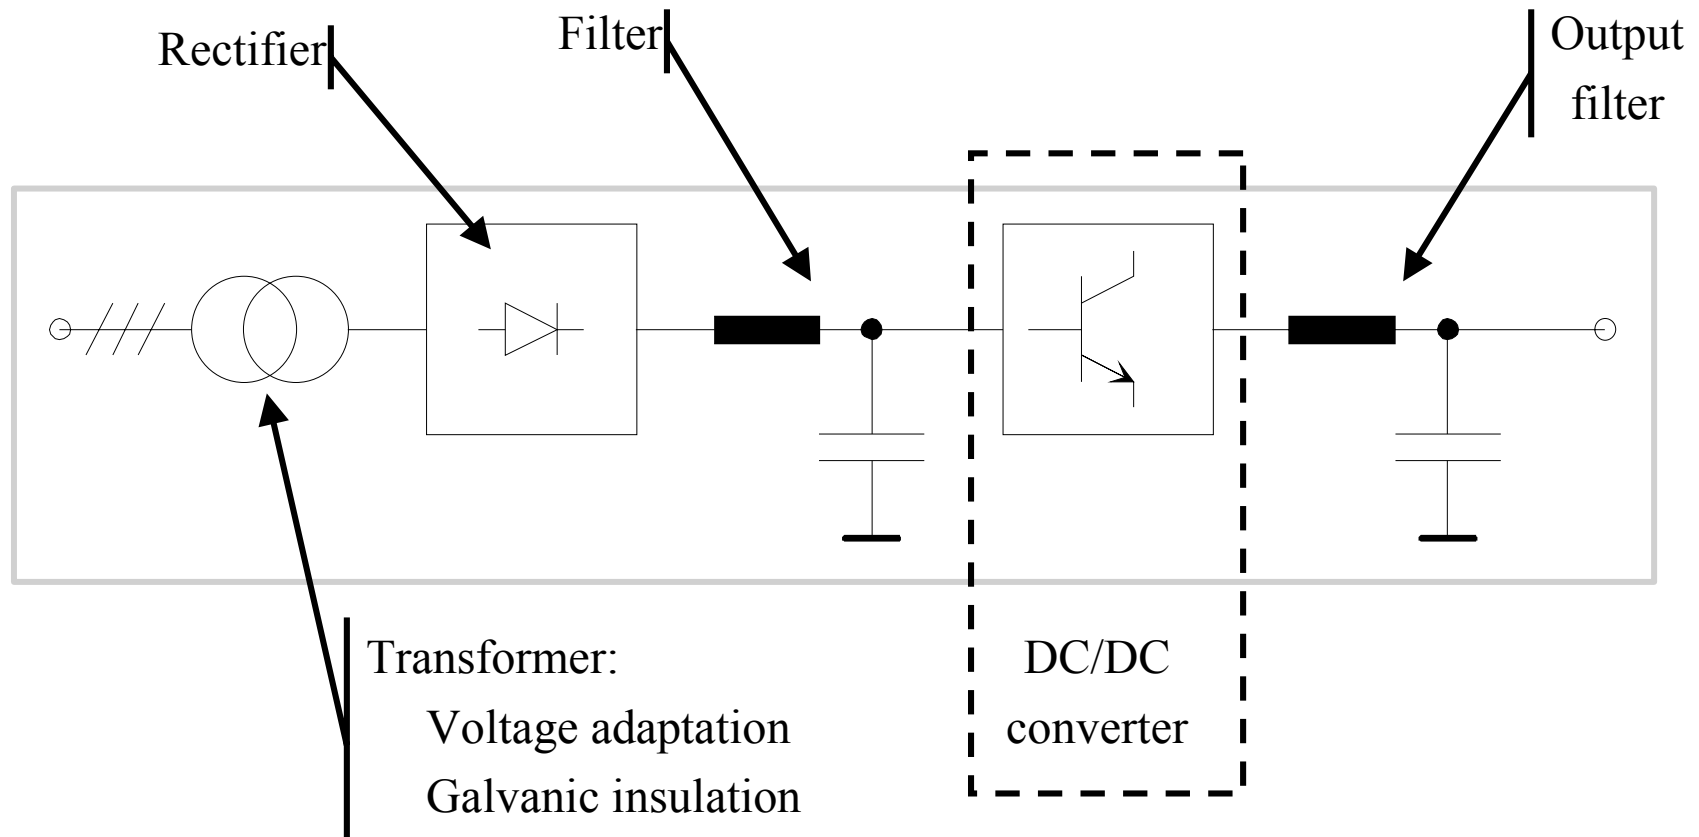 Rectifier
Filter
Output
filter
Transformer:
Voltage adaptation
Galvanic insulation
DC/DC
converter